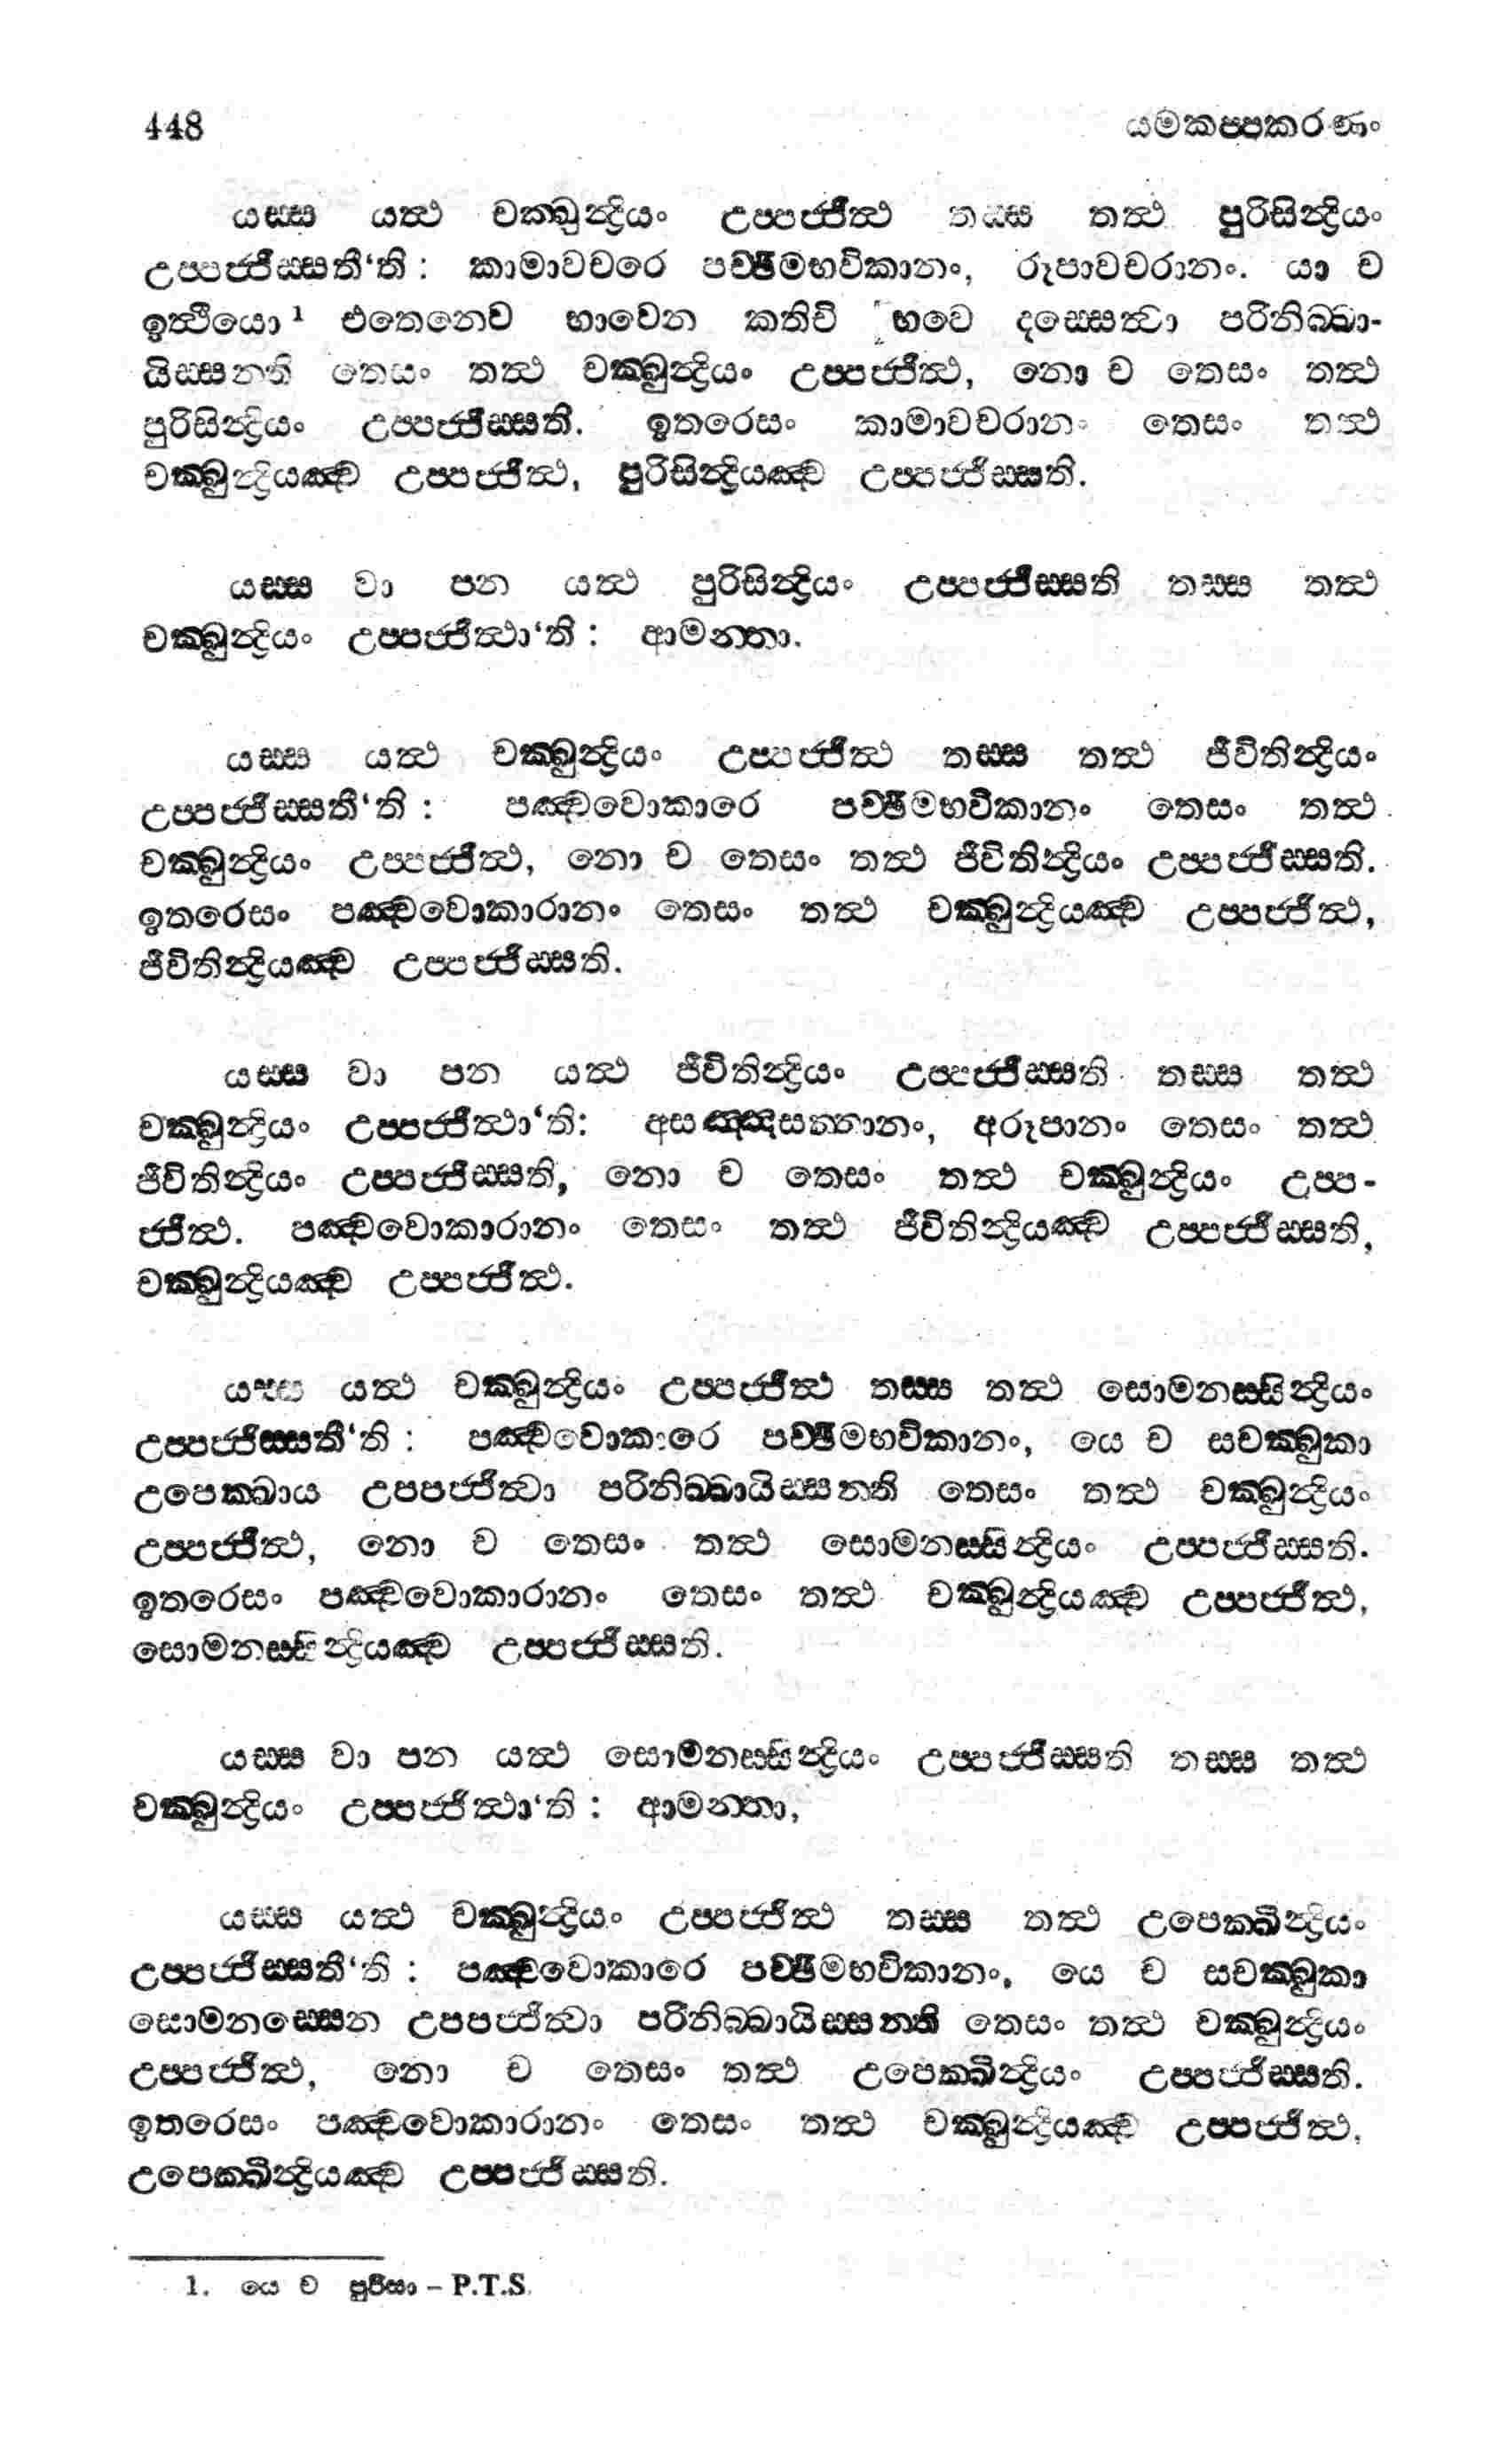 448 යමකප්පකරණං
යස්ස යත්ථ චක්ඛුන්ද්‍රියං උප්පජ්ජිත්ථ තස්ස තත්ථ පුරිසින්ද්‍රියං
උප්පජ්ජිස්සතී‘ති : කාමාවචරෙ පච්ඡිමභවිකානං, රූපාවචරානං. යා ච
ඉත්ථියො ¹ එතෙනෙව භාවෙන කතිචි භවෙ දස්සෙත්‍වා පරිනිබ්බා-
යිස්සන්ති තෙසං තත්ථ චක්ඛුන්ද්‍රියං උප්පජ්ජිත්ථ, නො ච තෙසං තත්ථ
පුරිසින්ද්‍රියං උප්පජ්ජිස්සති. ඉතරෙසං කාමාවචරානං තෙසං තත්ථ
චක්ඛුන්ද්‍රියඤ්ච උප්පජ්ජිත්ථ, පුරිසින්ද්‍රියඤ්ච උප්පජ්ජිස්සති.
යස්ස වා පන යත්ථ පුරිසින්ද්‍රියං උප්පජ්ජිස්සති තස්ස තත්ථ
චක්ඛුන්ද්‍රියං උප්පජ්ජිත්ථා‘ති : ආමන්තා.
යස්ස යත්ථ චක්ඛුන්ද්‍රියං උප්පජ්ජිත්ථ තස්ස තත්ථ ජීවිතින්ද්‍රියං
උප්පජ්ජිස්සතී‘ති : පඤ්චවොකාරෙ පච්ඡිමභවිකානං තෙසං තත්ථ
චක්ඛුන්ද්‍රියං උප්පජ්ජිත්ථ, නො ච තෙසං තත්ථ ජීවිතින්ද්‍රියං උප්පජ්ජිස්සති.
ඉතරෙසං පඤ්චවොකාරානං තෙසං තත්ථ චක්ඛුන්ද්‍රියඤ්ච උප්පජ්ජිත්ථ,
ජීවිතින්ද්‍රියඤ්ච උප්පජ්ජිස්සති.
යස්ස වා පන යත්ථ ජීවිතින්ද්‍රියං උප්පජ්ජිස්සති තස්ස තත්ථ
චක්ඛුන්ද්‍රියං උප්පජ්ජිත්ථා‘ති: අසඤ්ඤසත්තානං, අරූපානං තෙසං තත්ථ
ජීවිතින්ද්‍රියං උප්පජ්ජිස්සති, නො ච තෙසං තත්ථ චක්ඛුන්ද්‍රියං උප්ප-
ජ්ජිත්ථ. පඤ්චවොකාරානං තෙසං තත්ථ ජීවිතින්ද්‍රියඤ්ච උප්පජ්ජිස්සති,
චක්ඛුන්ද්‍රියඤ්ච උප්පජ්ජිත්ථ.
යස්ස යත්ථ චක්ඛුන්ද්‍රියං උප්පජ්ජිත්ථ තස්ස තත්ථ සොමනස්සින්ද්‍රියං
උප්පජ්ජිස්සතී‘ති : පඤ්චවොකාරෙ පච්ඡිමභවිකානං, යෙ ච සචක්ඛුකා
උපෙක්ඛාය උපපජ්ජිත්‍වා පරිනිබ්බායිස්සන්ති තෙසං තත්ථ චක්ඛුන්ද්‍රියං
උප්පජ්ජිත්ථ, නො ච තෙසං තත්ථ සොමනස්සින්ද්‍රියං උප්පජ්ජිස්සති.
ඉතරෙසං පඤ්චවොකාරානං තෙසං තත්ථ චක්ඛුන්ද්‍රියඤ්ච උප්පජ්ජිත්ථ,
සොමනස්සින්ද්‍රියඤ්ච උප්පජ්ජිස්සති.
යස්ස වා පන යත්ථ සොමනස්සින්ද්‍රියං උප්පජ්ජිස්සති තස්ස තත්ථ
චක්ඛුන්ද්‍රියං උප්පජ්ජිත්ථා‘ති : ආමන්තා,
යස්ස යත්ථ චක්ඛුන්ද්‍රියං උප්පජ්ජිත්ථ තස්ස තත්ථ උපෙක්ඛින්ද්‍රියං
උප්පජ්ජිස්සතී‘ති : පඤ්චවොකාරෙ පච්ඡිමභවිකානං, යෙ ච සචක්ඛුකා
සොමනස්සෙන උපපජ්ජිත්‍වා පරිනිබ්බායිස්සන්ති තෙසං තත්ථ චක්ඛුන්ද්‍රියං
උප්පජ්ජිත්ථ, නො ච තෙසං තත්ථ උපෙක්ඛින්ද්‍රියං උප්පජ්ජිස්සති.
ඉතරෙසං පඤ්චවොකාරානං තෙසං තත්ථ චක්ඛුන්ද්‍රියඤ්ච උප්පජ්ජිත්ථ,
උපෙක්ඛින්ද්‍රියඤ්ච උප්පජ්ජිස්සති.
1. යෙ ච පුරිසා – P.T.S.